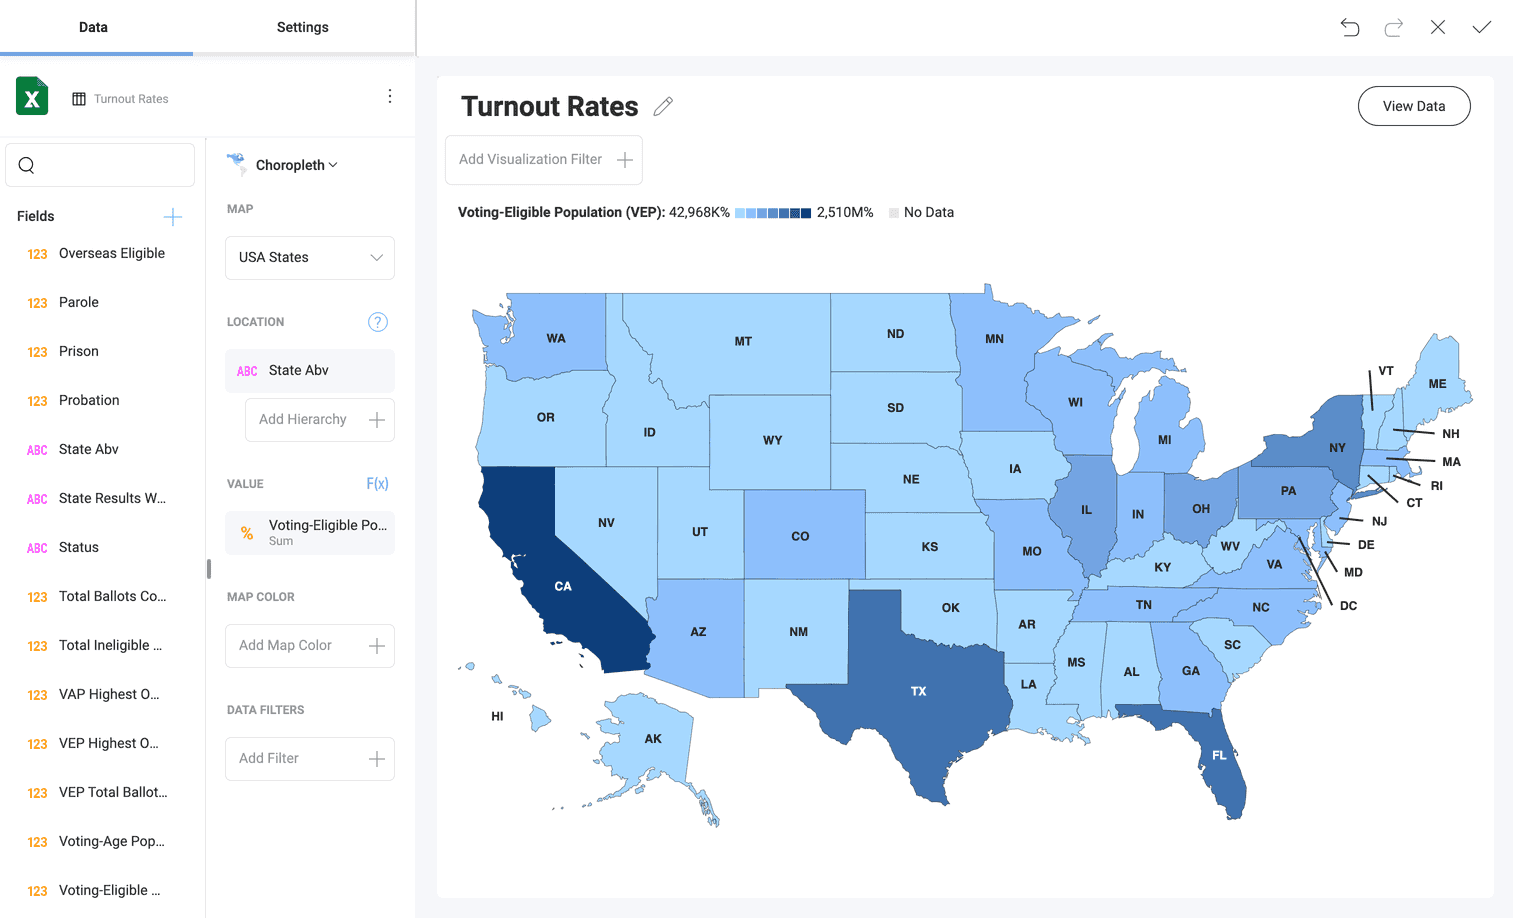 Data
Settings
X
Turnout Rates
Fields
123 Overseas Eligible
123 Parole
123 Prison
123 Probation
ABC State Abv
ABC State Results W...
ABC Status
123 Total Ballots Co...
123 Total Ineligible ...
123 VAP Highest O...
123 VEP Highest O...
123 VEP Total Ballot...
123 Voting-Age Pop...
123 Voting-Eligible ...
Choropleth
MAP
USA States
LOCATION ?
ABC State Abv
Add Hierarchy
VALUE F(x)
% Voting-Eligible Po...
Sum
MAP COLOR
Add Map Color
DATA FILTERS
Add Filter
Turnout Rates
View Data
Add Visualization Filter
Voting-Eligible Population (VEP): 42,968K% 2,510M% No Data
WA
MT
ND
MN
VT
ME
OR
ID
WY
SD
WI
MI
NY
NH
MA
RI
CT
NV
UT
CO
NE
IA
IL
IN
OH
PA
NJ
DE
MD
DC
CA
KS
MO
KY
WV
VA
AZ
NM
OK
AR
TN
NC
SC
TX
LA
MS
AL
GA
FL
HI
AK